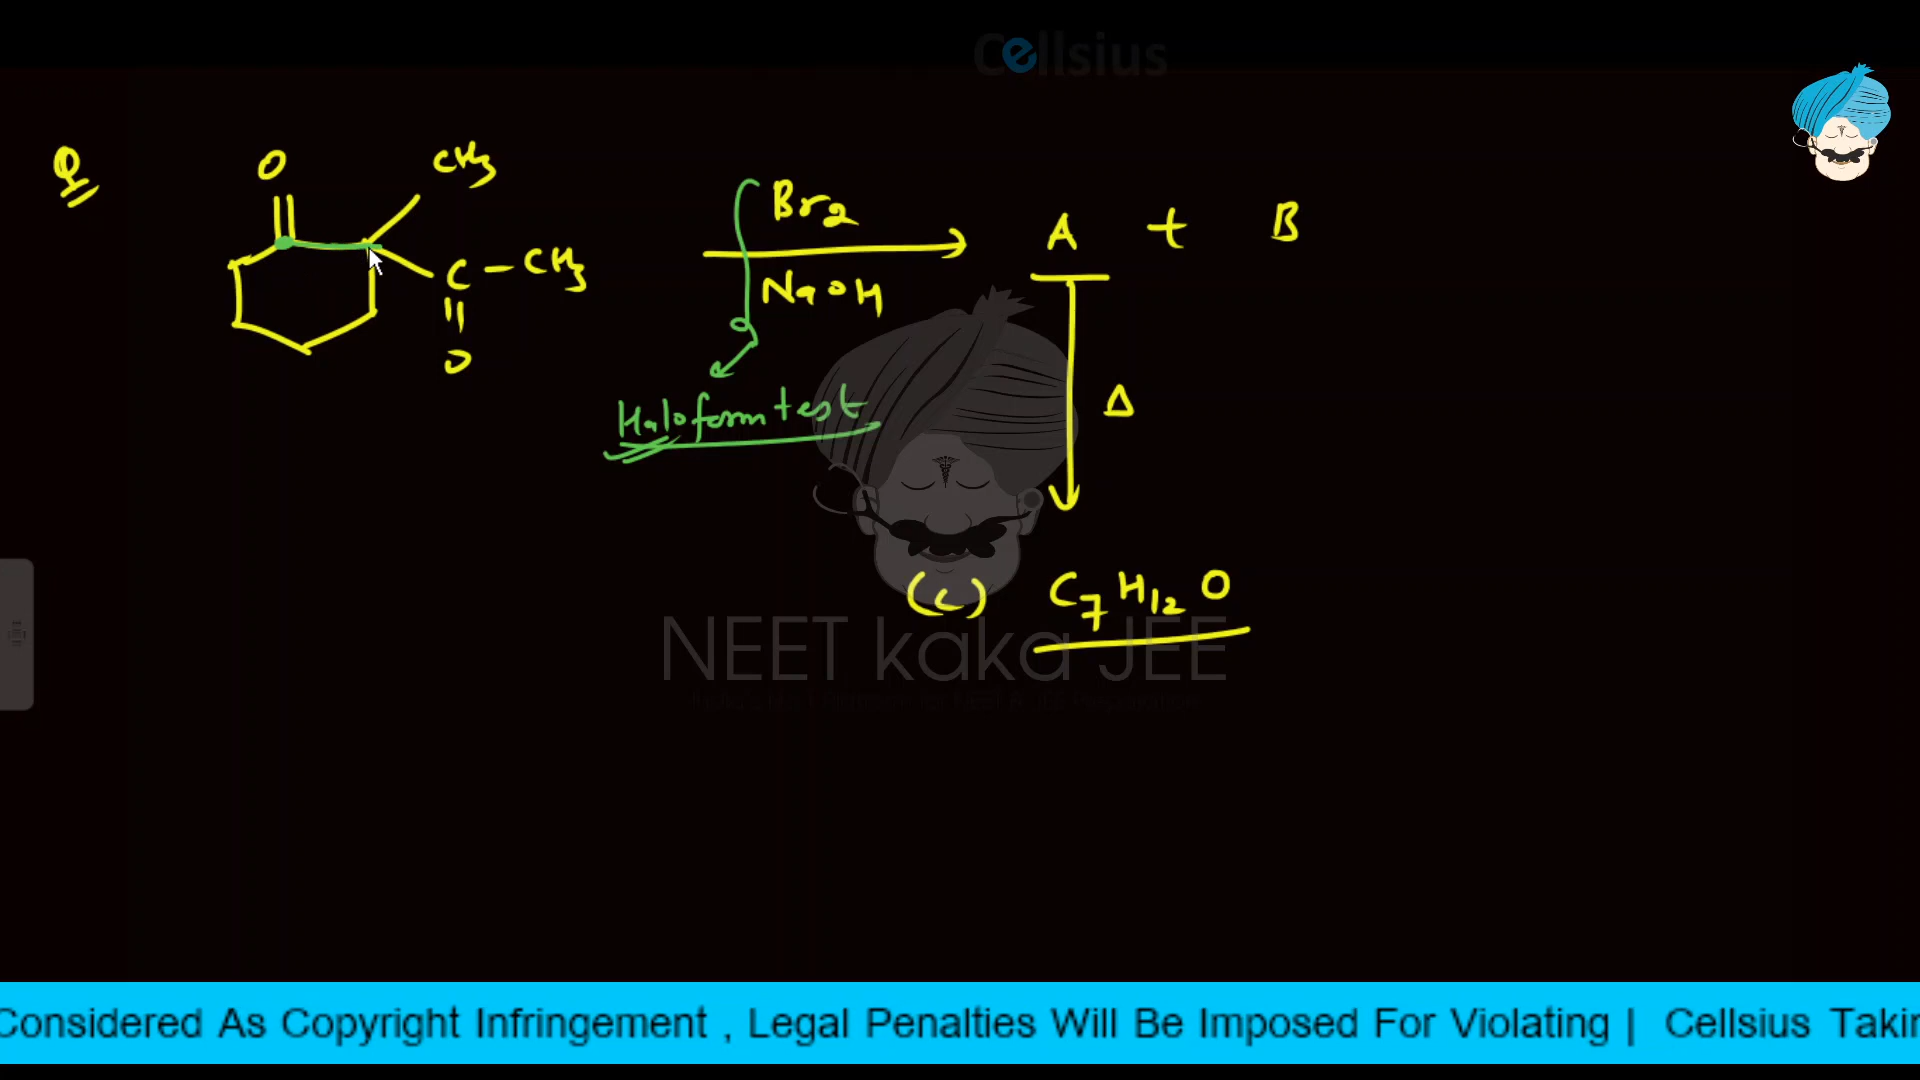 Cellsius
Q
O
CH3
C - CH3
O
Br2
NaOH
A + B
Haloform test
Δ
(C) C7H12O
NEET kaka JEE
Considered As Copyright Infringement , Legal Penalties Will Be Imposed For Violating | Cellsius Takin